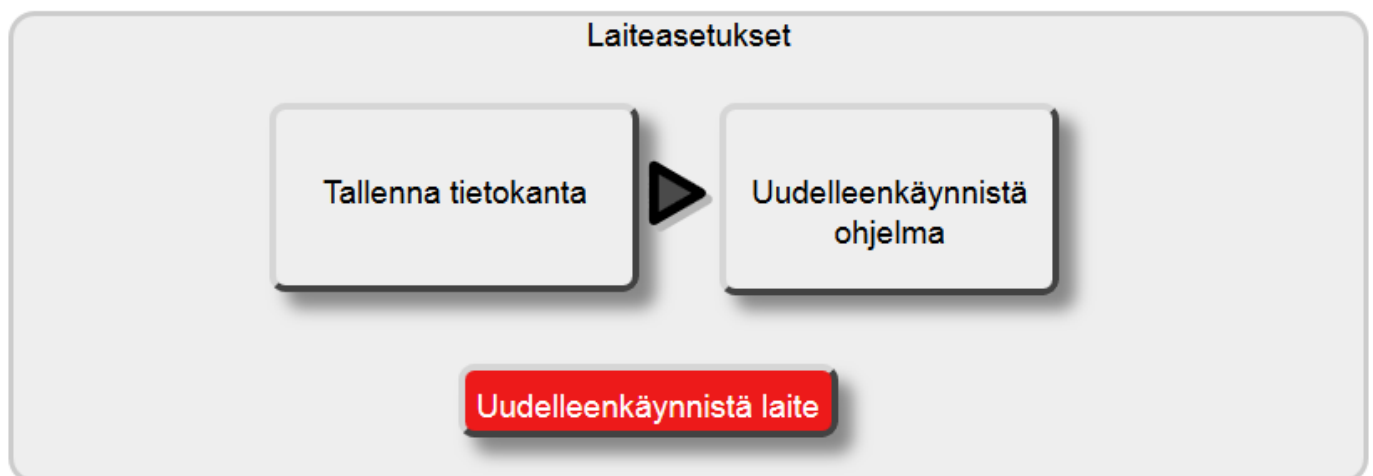 Laiteasetukset
Tallenna tietokanta
Uudelleenkäynnistä
ohjelma
Uudelleenkäynnistä laite